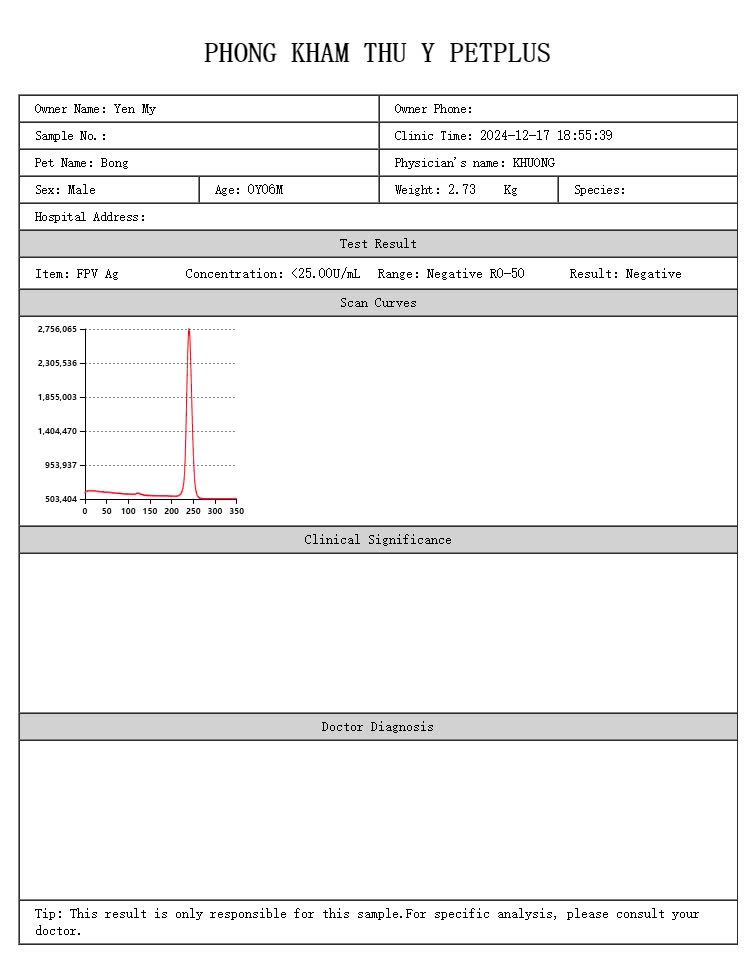 PHONG KHAM THU Y PETPLUS
Owner Name: Yen My
Owner Phone:
Sample No.:
Clinic Time: 2024-12-17 18:55:39
Pet Name: Bong
Physician's name: KHUONG
Sex: Male
Age: 0Y06M
Weight: 2.73 Kg
Species:
Hospital Address:
Test Result
Item: FPV Ag Concentration: <25.00U/mL Range: Negative R0-50 Result: Negative
Scan Curves
2,756,065
2,305,536
1,855,003
1,404,470
953,937
503,404
0 50 100 150 200 250 300 350
Clinical Significance
Doctor Diagnosis
Tip: This result is only responsible for this sample.For specific analysis, please consult your
doctor.